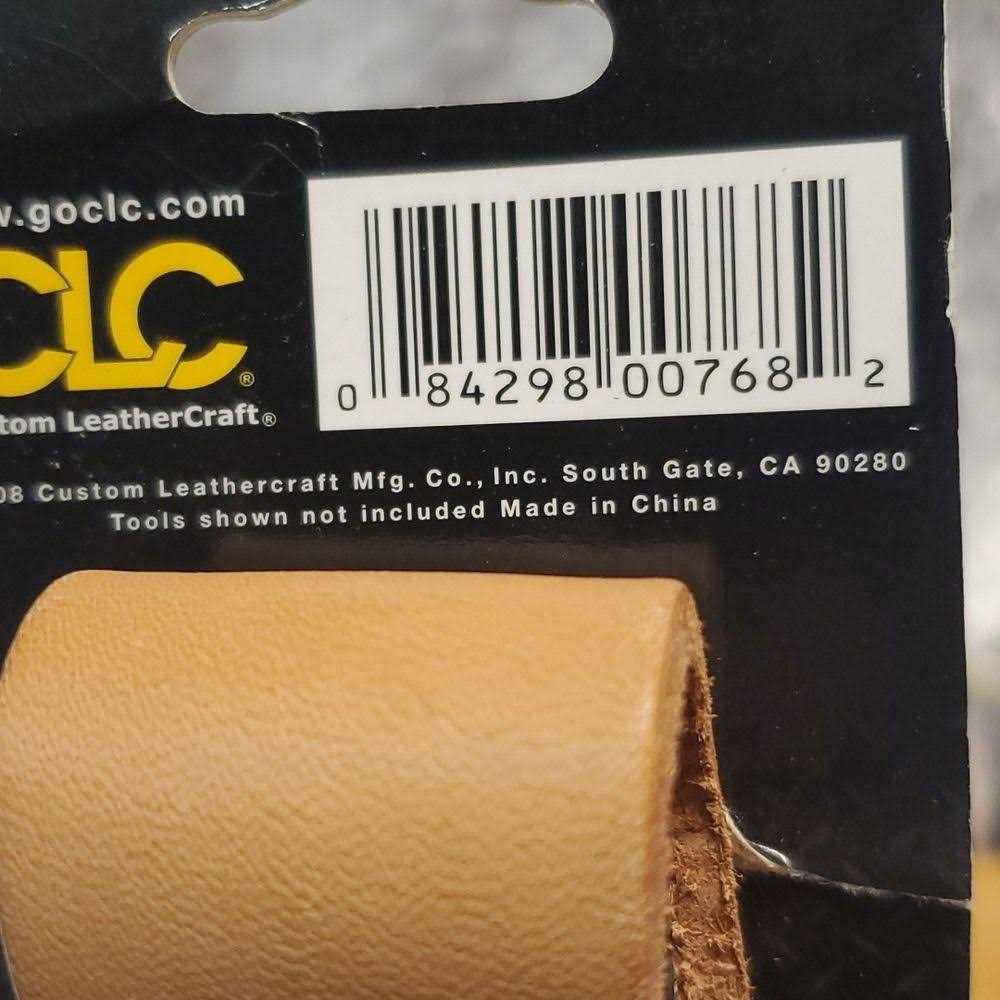 w.goclc.com
CLC®
tom LeatherCraft®
0 84298 00768 2
08 Custom Leathercraft Mfg. Co., Inc. South Gate, CA 90280
Tools shown not included Made in China